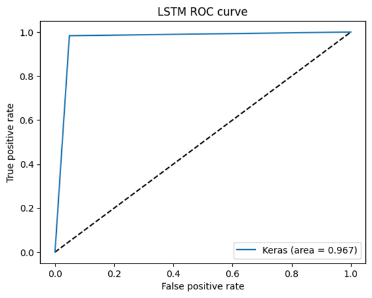 LSTM ROC curve
True positive rate
1.0
0.8
0.6
0.4
0.2
0.0
Keras (area = 0.967)
0.0 0.2 0.4 0.6 0.8 1.0
False positive rate